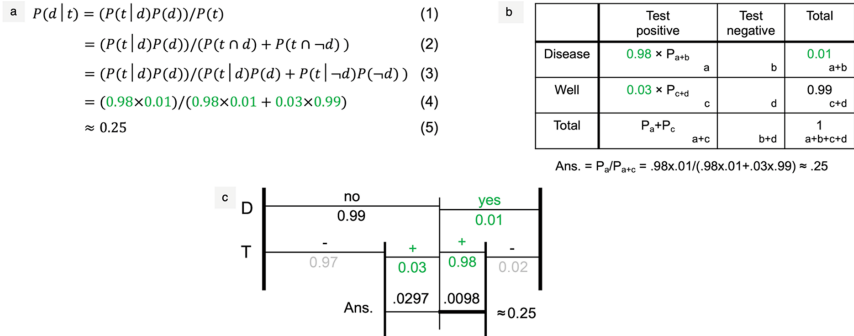 a
P(d|t) = (P(t|d)P(d))/P(t) (1)
= (P(t|d)P(d))/(P(t ∩ d) + P(t ∩ ¬d) ) (2)
= (P(t|d)P(d))/(P(t|d)P(d) + P(t|¬d)P(¬d) ) (3)
= (0.98×0.01)/(0.98×0.01 + 0.03×0.99) (4)
≈ 0.25 (5)
b
Test positive Test negative Total
Disease 0.98 × Pa+b 0.01
a b a+b
Well 0.03 × Pc+d 0.99
c d c+d
Total Pa+Pc 1
a+c b+d a+b+c+d
Ans. = Pa/Pa+c = .98x.01/(.98x.01+.03x.99) ≈ .25
c
D no yes
0.99 0.01
T - + + -
0.97 0.03 0.98 0.02
Ans. .0297 .0098 ≈0.25